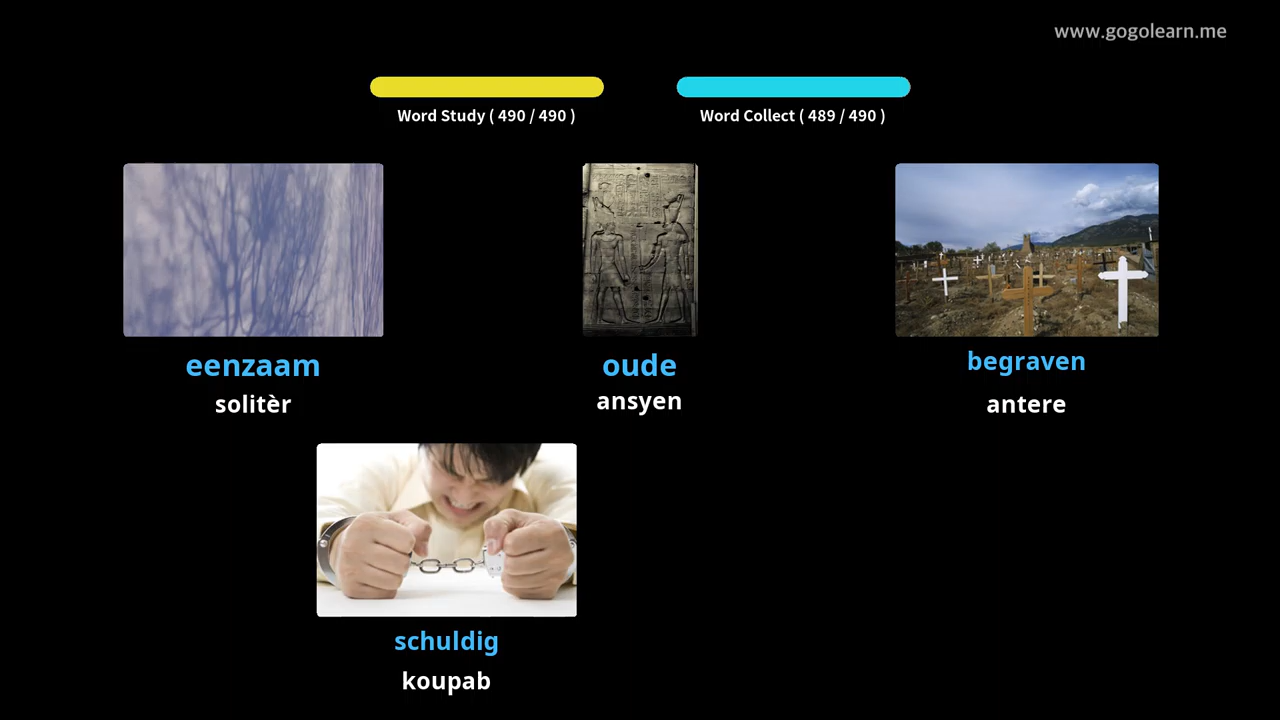 www.gogolearn.me
Word Study ( 490 / 490 )
Word Collect ( 489 / 490 )
eenzaam
solitèr
oude
ansyen
begraven
antere
schuldig
koupab